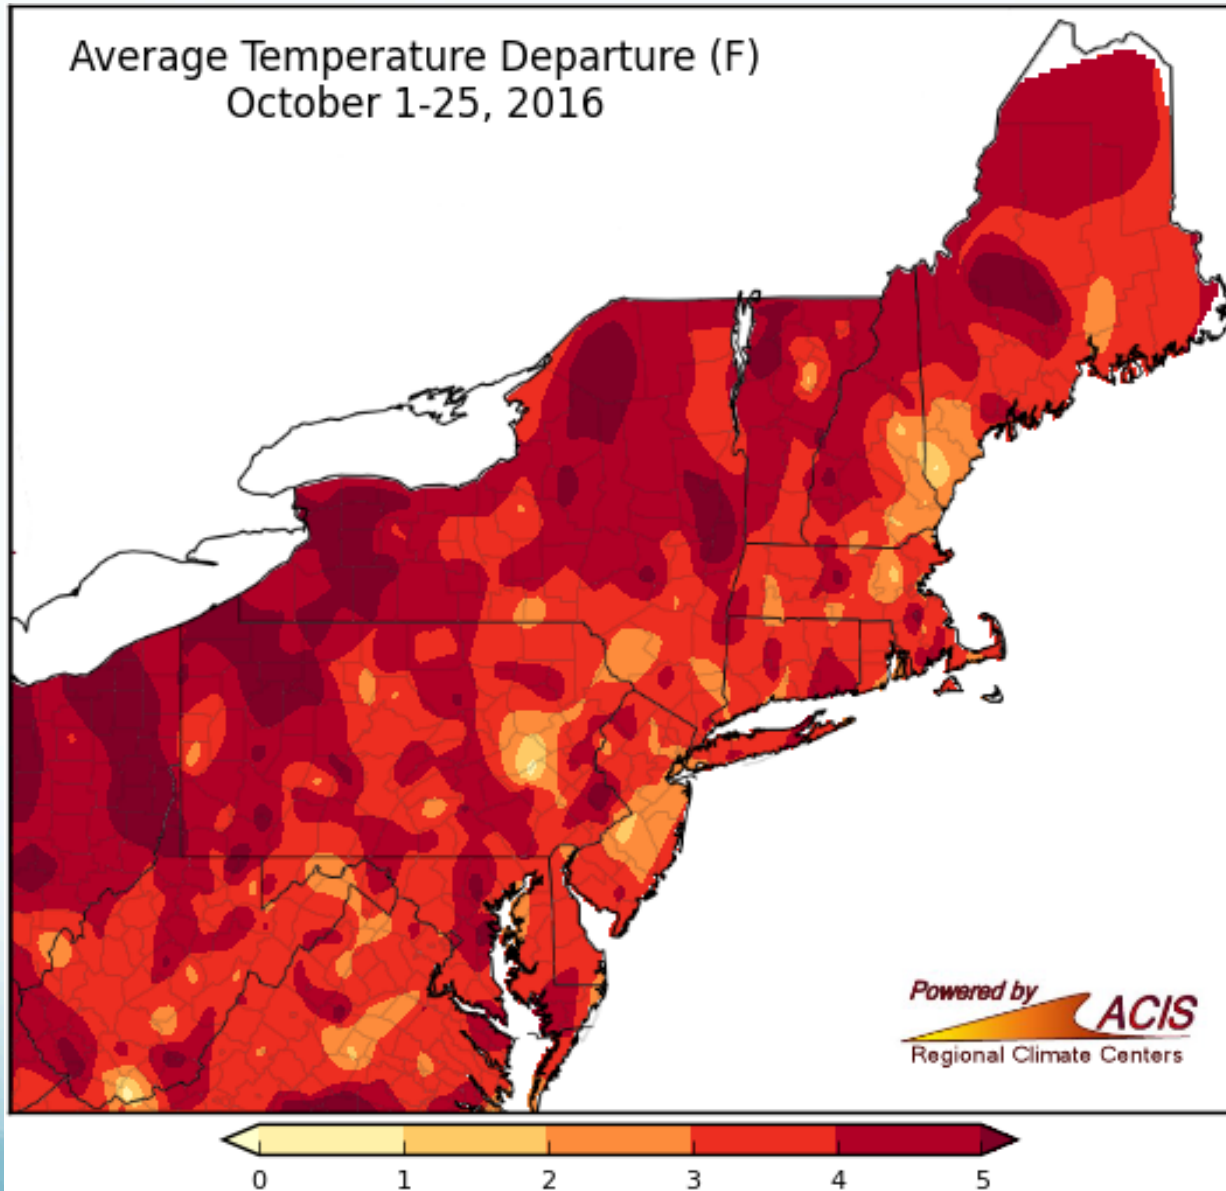 Average Temperature Departure (F)
October 1-25, 2016
Powered by
ACIS
Regional Climate Centers
0 1 2 3 4 5